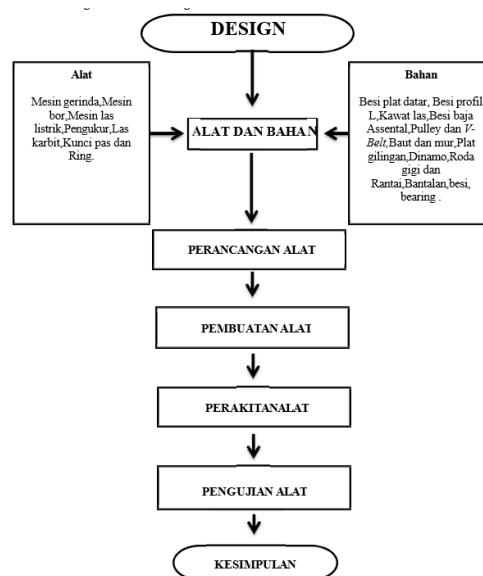 DESIGN
Alat
Mesin gerinda,Mesin
bor,Mesin las
listrik,Pengukur,Las
karbit,Kunci pas dan
Ring.
ALAT DAN BAHAN
Bahan
Besi plat datar, Besi profil
L,Kawat las,Besi baja
Assental,Pulley dan V-
Belt,Baut dan mur,Plat
gilingan,Dinamo,Roda
gigi dan
Rantai,Bantalan,besi,
bearing .
PERANCANGAN ALAT
PEMBUATAN ALAT
PERAKITANALAT
PENGUJIAN ALAT
KESIMPULAN